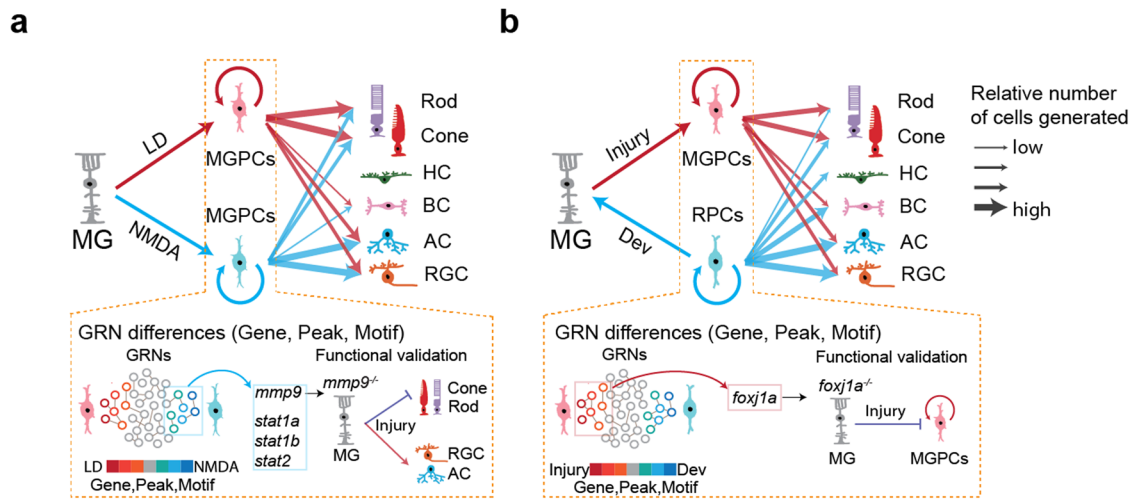 a
LD
MG
NMDA
MGPCs
MGPCs
Rod
Cone
HC
BC
AC
RGC
GRN differences (Gene, Peak, Motif)
GRNs
Functional validation
mmp9
stat1a
stat1b
stat2
mmp9-/-
MG
Injury
Cone
Rod
RGC
AC
LD
NMDA
Gene,Peak,Motif
b
Injury
MG
Dev
MGPCs
RPCs
Rod
Cone
HC
BC
AC
RGC
Relative number
of cells generated
low
high
GRN differences (Gene, Peak, Motif)
GRNs
Functional validation
foxj1a
foxj1a-/-
Injury
MG
MGPCs
Injury
Dev
Gene,Peak,Motif